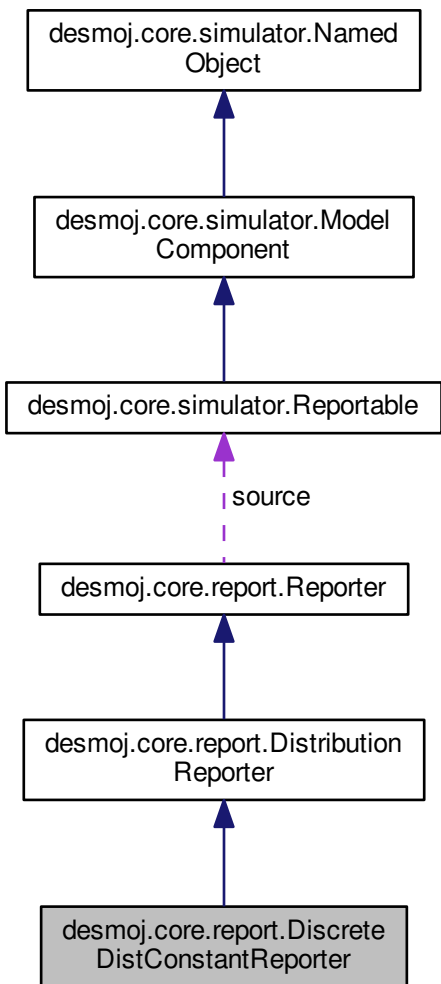 desmoj.core.simulator.Named
Object
desmoj.core.simulator.Model
Component
desmoj.core.simulator.Reportable
source
desmoj.core.report.Reporter
desmoj.core.report.Distribution
Reporter
desmoj.core.report.Discrete
DistConstantReporter